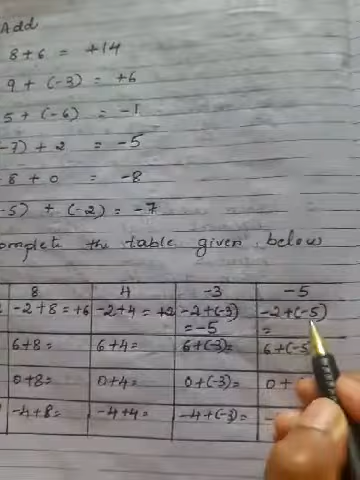 Add
8 + 6 = +14
9 + (-3) = +6
5 + (-6) = -1
-7) + 2 = -5
-8 + 0 = -8
-5) + (-2) = -7
omplete the table given below
8 4 -3 -5
-2+8 = +6 -2+4 = +2 -2+(-3) = -5 -2+(-5) =
6+8= 6+4= 6+(-3)= 6+(-5
0+8= 0+4= 0+(-3)= 0+
-4+8= -4+4= -4+(-3)=